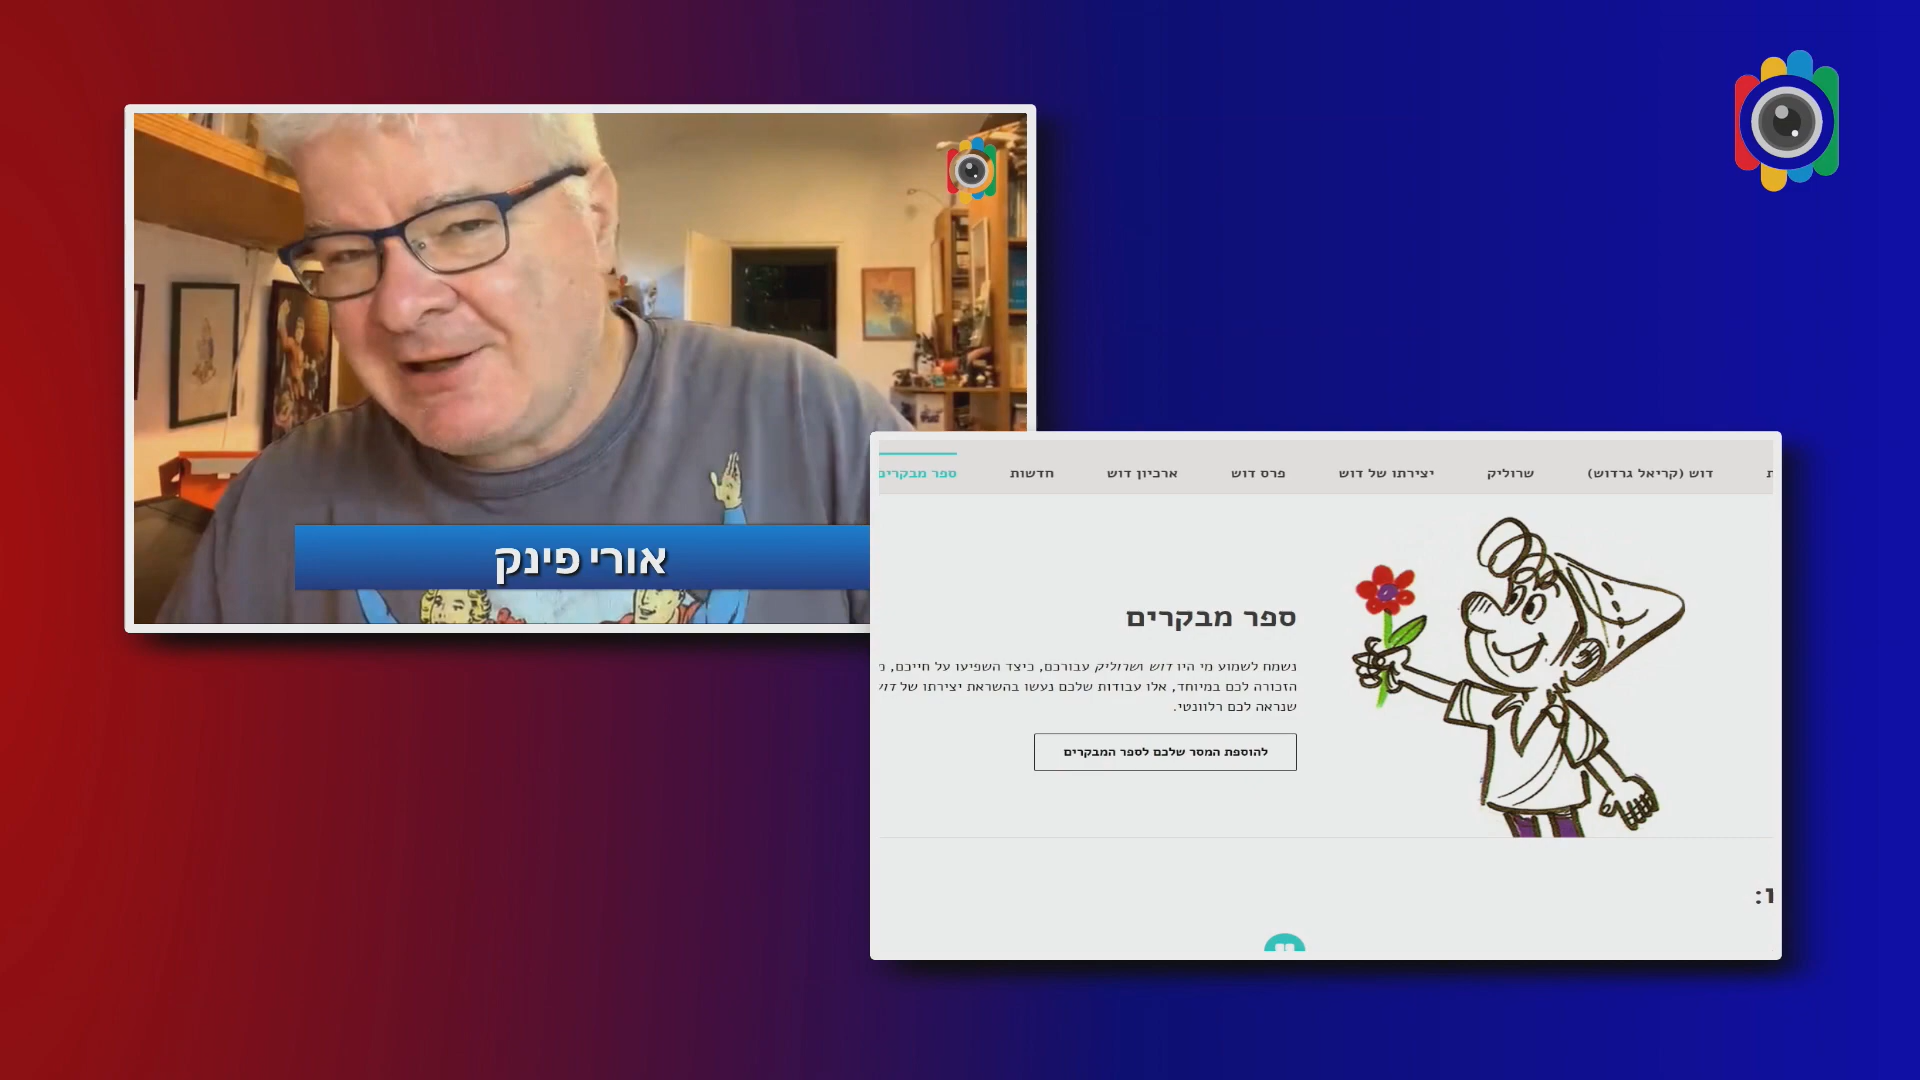 אורי פינק
דוש (קריאל גרדוש)
שרוליק
יצירתו של דוש
פרס דוש
ארכיון דוש
חדשות
ספר מבקרים
ספר מבקרים
נשמח לשמוע מי היו דוש ושרוליק עבורכם, כיצד השפיעו על חייכם,
הזכורה לכם במיוחד, אלו עבודות שלכם נעשו בהשראת יצירתו של
שנראה לכם רלוונטי.
להוספת המסר שלכם לספר המבקרים